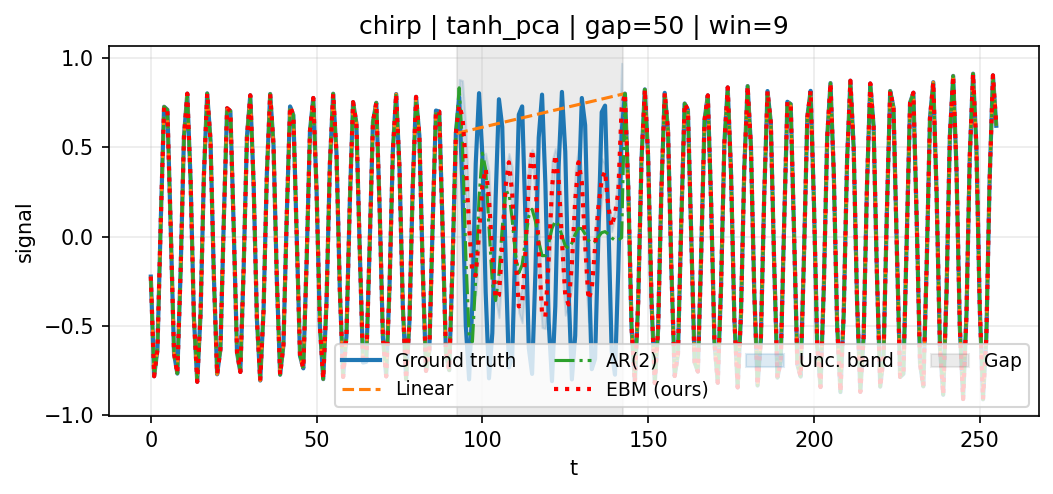 chirp | tanh_pca | gap=50 | win=9
signal
1.0
0.5
0.0
−0.5
−1.0
Ground truth
Linear
AR(2)
EBM (ours)
Unc. band
Gap
0 50 100 150 200 250
t